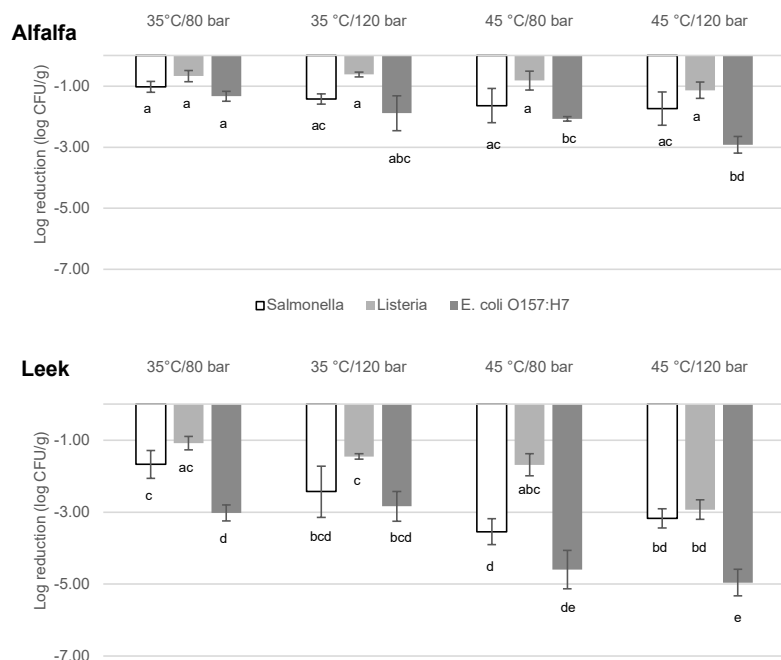 35°C/80 bar 35 °C/120 bar 45 °C/80 bar 45 °C/120 bar
Alfalfa
Log reduction (log CFU/g)
-1.00
-3.00
-5.00
-7.00
a a a ac a abc ac a bc ac a bd
Salmonella Listeria E. coli O157:H7
35°C/80 bar 35 °C/120 bar 45 °C/80 bar 45 °C/120 bar
Leek
Log reduction (log CFU/g)
-1.00
-3.00
-5.00
-7.00
c ac d bcd c bcd d abc de bd bd e